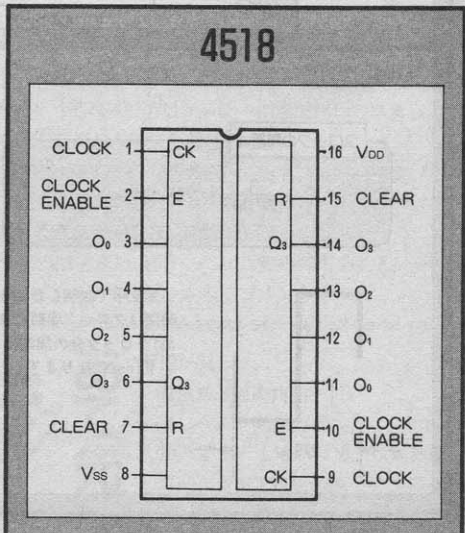 4518
CLOCK 1 CK 16 VDD
CLOCK ENABLE 2 E R 15 CLEAR
O₀ 3 Q₃ 14 O₃
O₁ 4 13 O₂
O₂ 5 12 O₁
O₃ 6 Q₃ 11 O₀
CLEAR 7 R E 10 CLOCK ENABLE
VSS 8 CK 9 CLOCK